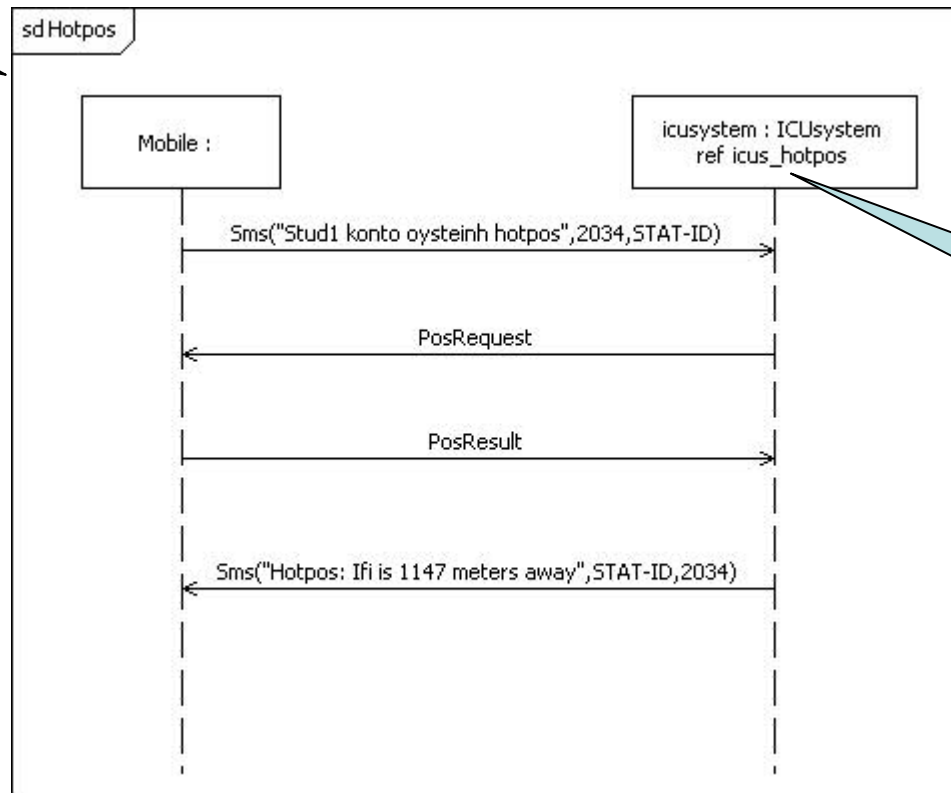 sd Hotpos
Mobile :
icusystem : ICUsystem
ref icus_hotpos
Sms("Stud1 konto oysteinh hotpos",2034,STAT-ID)
PosRequest
PosResult
Sms("Hotpos: Ifi is 1147 meters away",STAT-ID,2034)